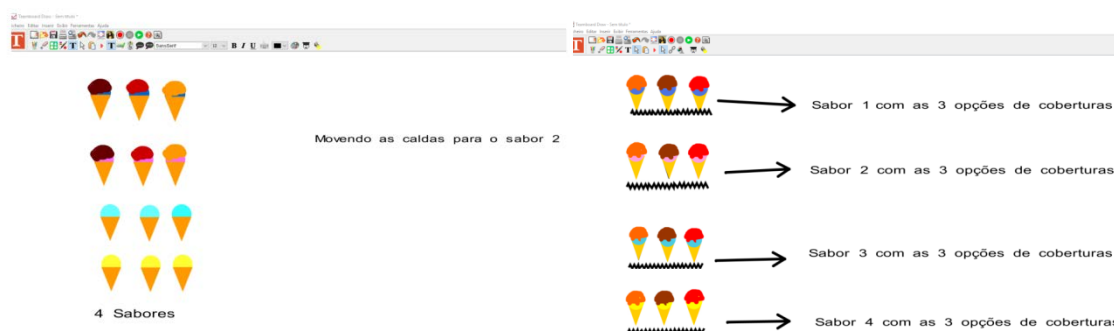 SansSerif
Movendo as caldas para o sabor 2
4 Sabores
Sabor 1 com as 3 opções de coberturas
Sabor 2 com as 3 opções de coberturas
Sabor 3 com as 3 opções de coberturas
Sabor 4 com as 3 opções de coberturas